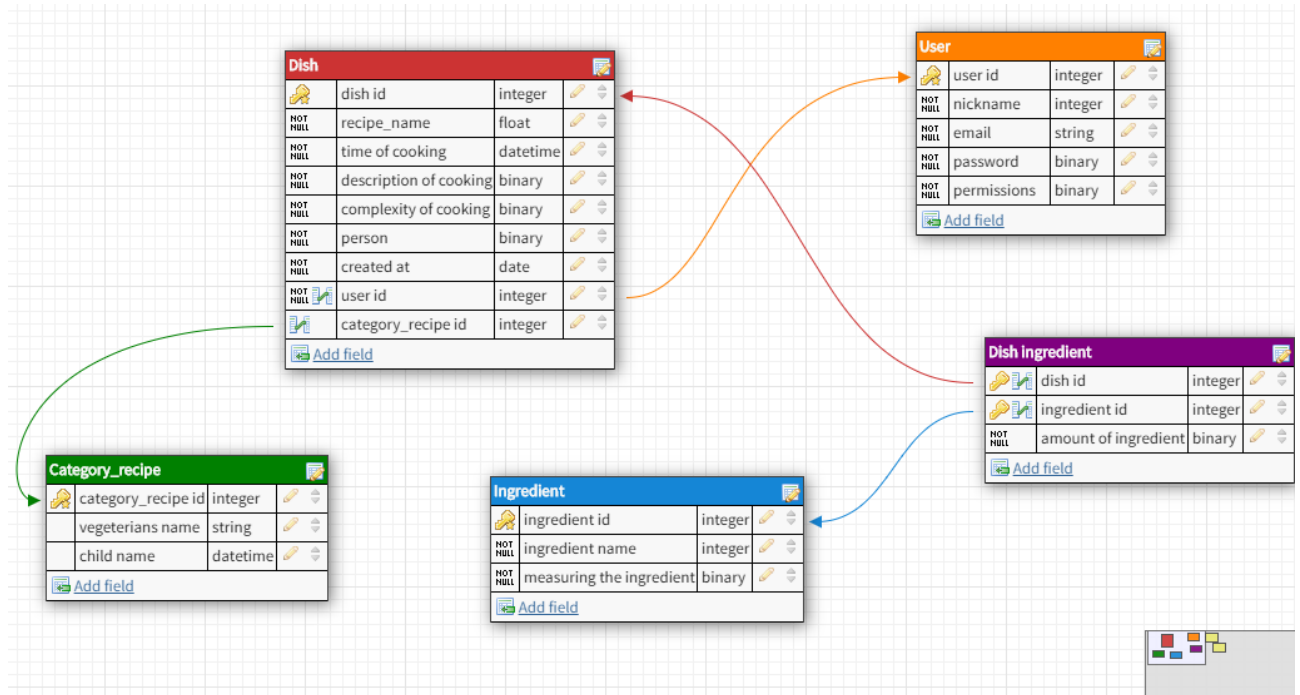 Dish
dish id integer
NOT NULL recipe_name float
NOT NULL time of cooking datetime
NOT NULL description of cooking binary
NOT NULL complexity of cooking binary
NOT NULL person binary
NOT NULL created at date
NOT NULL user id integer
category_recipe id integer
Add field
User
user id integer
NOT NULL nickname integer
NOT NULL email string
NOT NULL password binary
NOT NULL permissions binary
Add field
Dish ingredient
dish id integer
ingredient id integer
NOT NULL amount of ingredient binary
Add field
Category_recipe
category_recipe id integer
vegeterians name string
child name datetime
Add field
Ingredient
ingredient id integer
NOT NULL ingredient name integer
NOT NULL measuring the ingredient binary
Add field